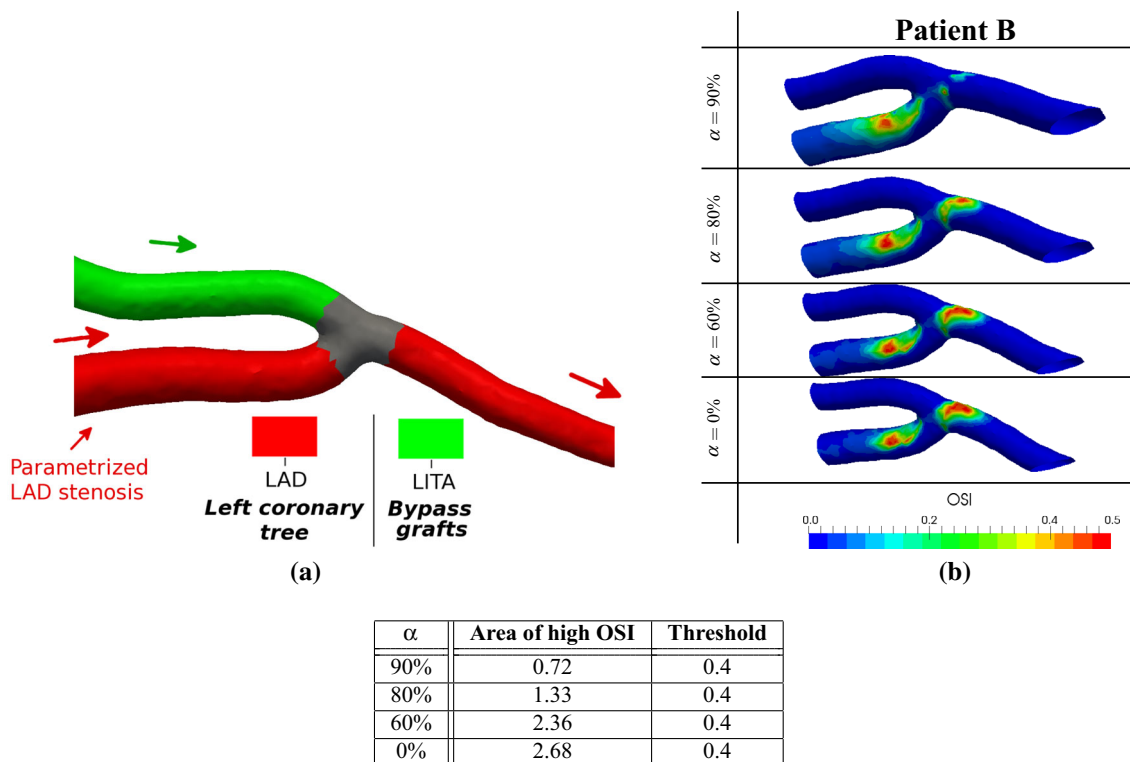 Parametrized
LAD stenosis
LAD
Left coronary
tree
LITA
Bypass
grafts
(a)
Patient B
α = 90%
α = 80%
α = 60%
α = 0%
OSI
0.0 0.2 0.4 0.5
(b)
α Area of high OSI Threshold
90% 0.72 0.4
80% 1.33 0.4
60% 2.36 0.4
0% 2.68 0.4